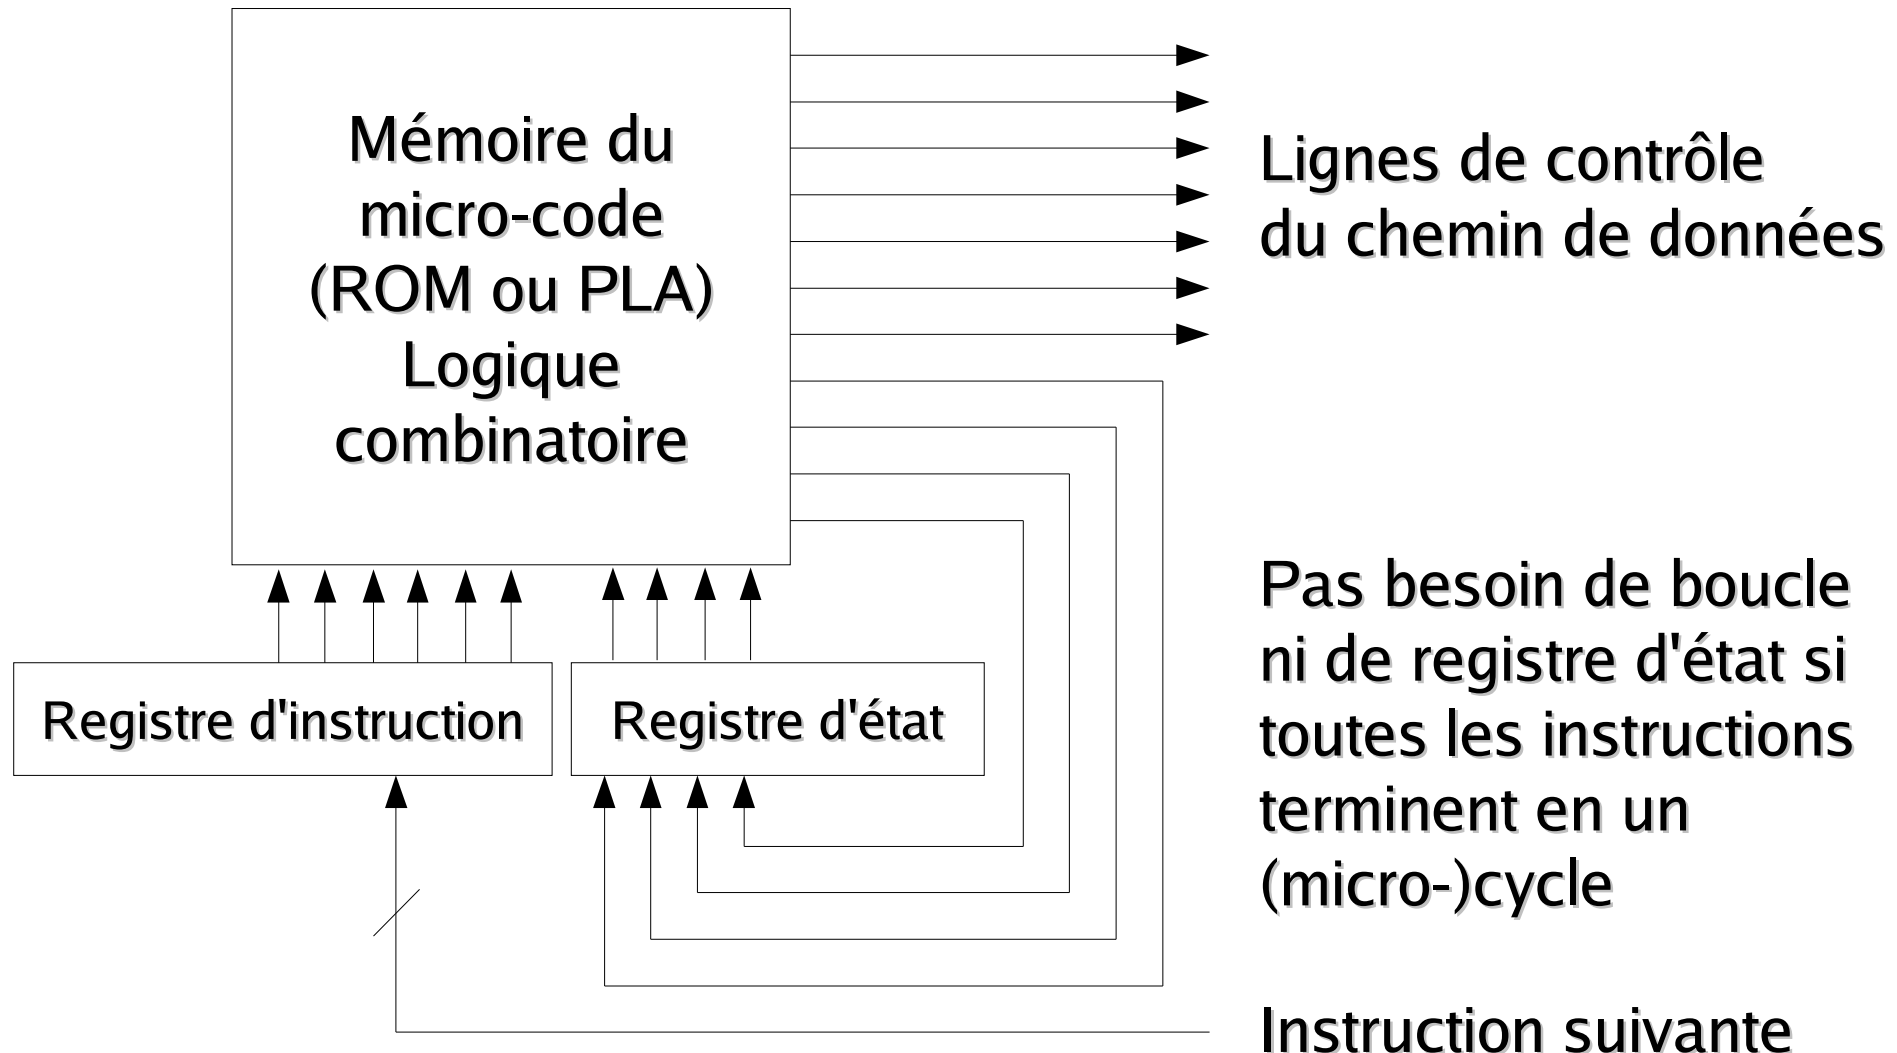 Mémoire du
micro-code
(ROM ou PLA)
Logique
combinatoire
Lignes de contrôle
du chemin de données
Pas besoin de boucle
ni de registre d'état si
toutes les instructions
terminent en un
(micro-)cycle
Registre d'instruction
Registre d'état
Instruction suivante